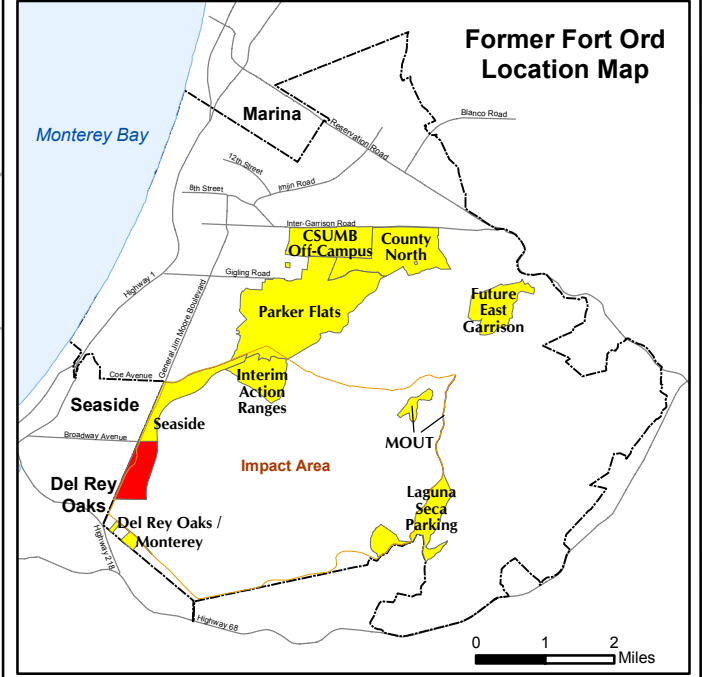 Former Fort Ord
Location Map
Monterey Bay
Marina
Blanco Road
Reservation Road
12th Street
Imjin Road
8th Street
Inter-Garrison Road
CSUMB
Off-Campus
County
North
Gigling Road
Highway 1
General Jim Moore Boulevard
Parker Flats
Future
East
Garrison
Coe Avenue
Interim
Action
Ranges
Seaside
Seaside
Broadway Avenue
MOUT
Impact Area
Del Rey
Oaks
Laguna
Seca
Parking
Del Rey Oaks /
Monterey
Highway 218
Highway 68
0 1 2
Miles